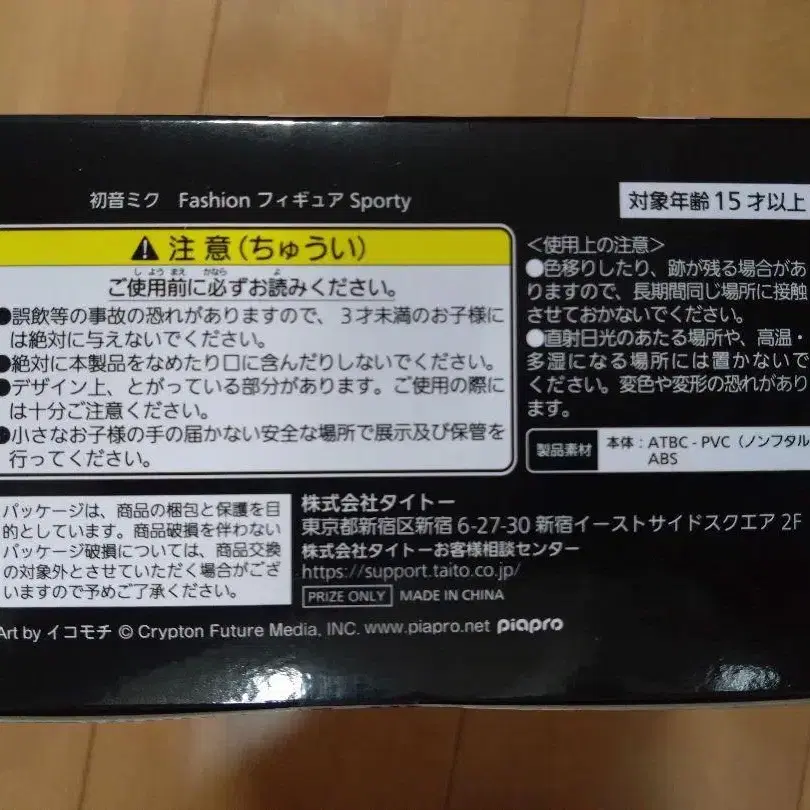 初音ミク Fashion フィギュア Sporty
対象年齢 15 才以上
⚠ 注意(ちゅうい)
ご使用前に必ずお読みください。
●誤飲等の事故の恐れがありますので、3才未満のお子様に
は絶対に与えないでください。
●絶対に本製品をなめたり口に含んだりしないでください。
●デザイン上、とがっている部分があります。ご使用の際に
は十分ご注意ください。
●小さなお子様の手の届かない安全な場所で展示及び保管を
行ってください。
<使用上の注意>
●色移りしたり、跡が残る場合があ
りますので、長期間同じ場所に接触
させておかないでください。
●直射日光のあたる場所や、高温・
多湿になる場所には置かないで
ください。変色や変形の恐れがあり
ます。
製品素材
本体:ATBC-PVC(ノンフタル
ABS
パッケージは、商品の梱包と保護を目
的としています。商品破損を伴わない
パッケージ破損については、商品交換
の対象外とさせていただく場合がござ
いますので予めご了承ください。
株式会社タイトー
東京都新宿区新宿 6-27-30 新宿イーストサイドスクエア 2F
株式会社タイトーお客様相談センター
https://support.taito.co.jp/
PRIZE ONLY MADE IN CHINA
Art by イコモチ © Crypton Future Media, INC. www.piapro.net piapro